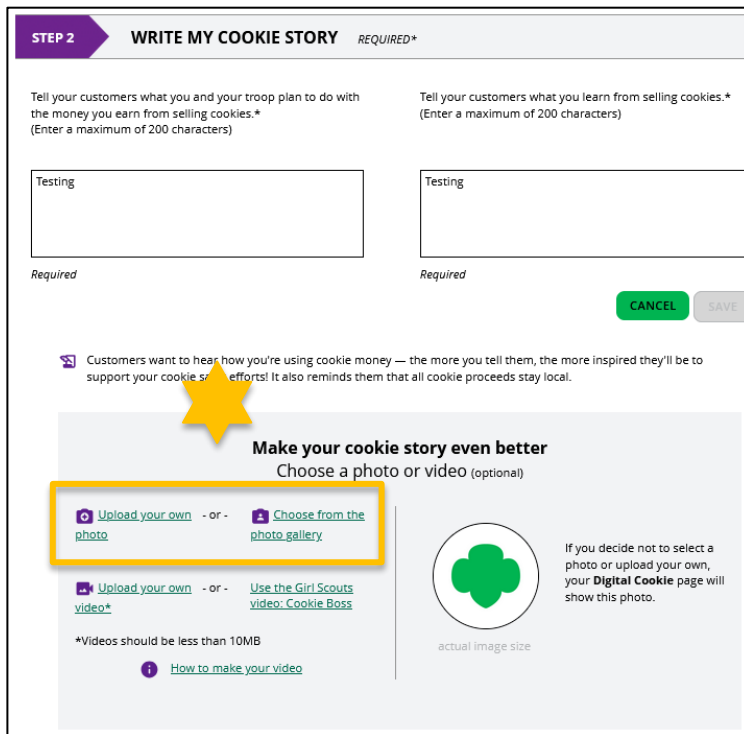 STEP 2
WRITE MY COOKIE STORY REQUIRED*
Tell your customers what you and your troop plan to do with
the money you earn from selling cookies.*
(Enter a maximum of 200 characters)
Testing
Required
Tell your customers what you learn from selling cookies.*
(Enter a maximum of 200 characters)
Testing
Required
CANCEL
SAVE
Customers want to hear how you're using cookie money — the more you tell them, the more inspired they'll be to
support your cookie efforts! It also reminds them that all cookie proceeds stay local.
Make your cookie story even better
Choose a photo or video (optional)
Upload your own - or - Choose from the
photo photo gallery
Upload your own - or - Use the Girl Scouts
video* video: Cookie Boss
*Videos should be less than 10MB
How to make your video
actual image size
If you decide not to select a
photo or upload your own,
your Digital Cookie page will
show this photo.